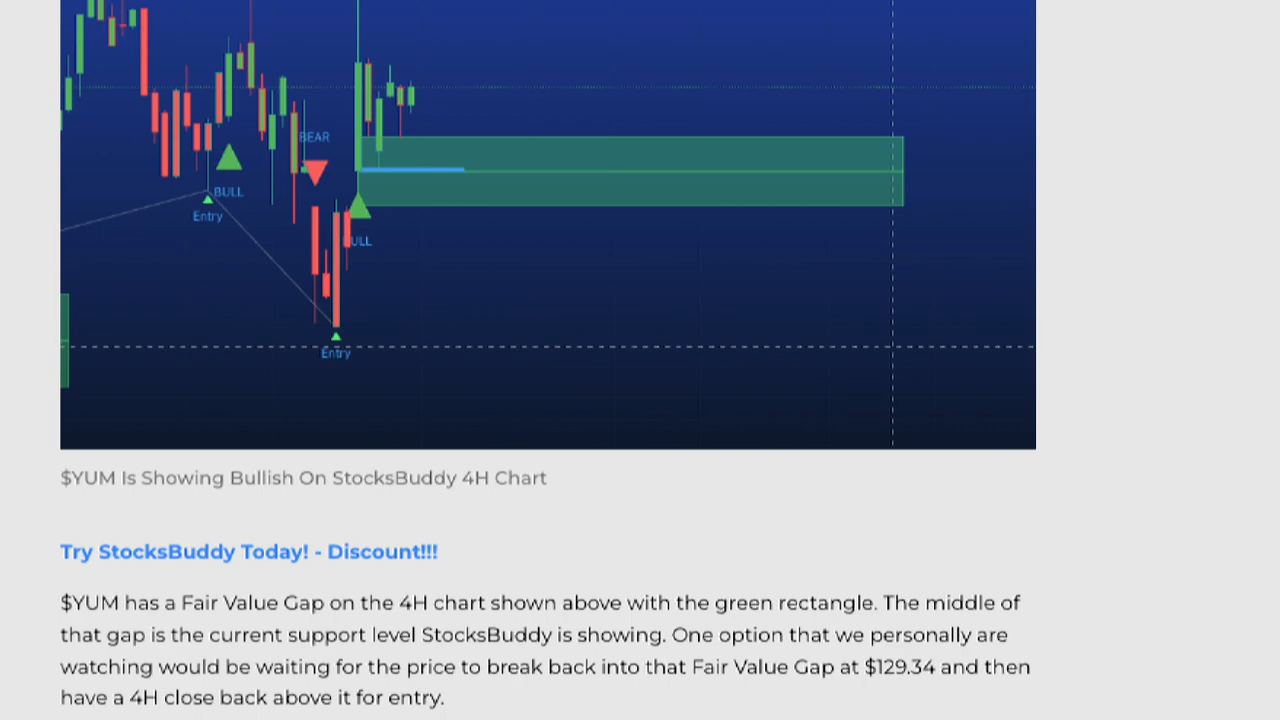 BEAR
BULL
Entry
ULL
Entry
$YUM Is Showing Bullish On StocksBuddy 4H Chart
Try StocksBuddy Today! - Discount!!!
$YUM has a Fair Value Gap on the 4H chart shown above with the green rectangle. The middle of
that gap is the current support level StocksBuddy is showing. One option that we personally are
watching would be waiting for the price to break back into that Fair Value Gap at $129.34 and then
have a 4H close back above it for entry.